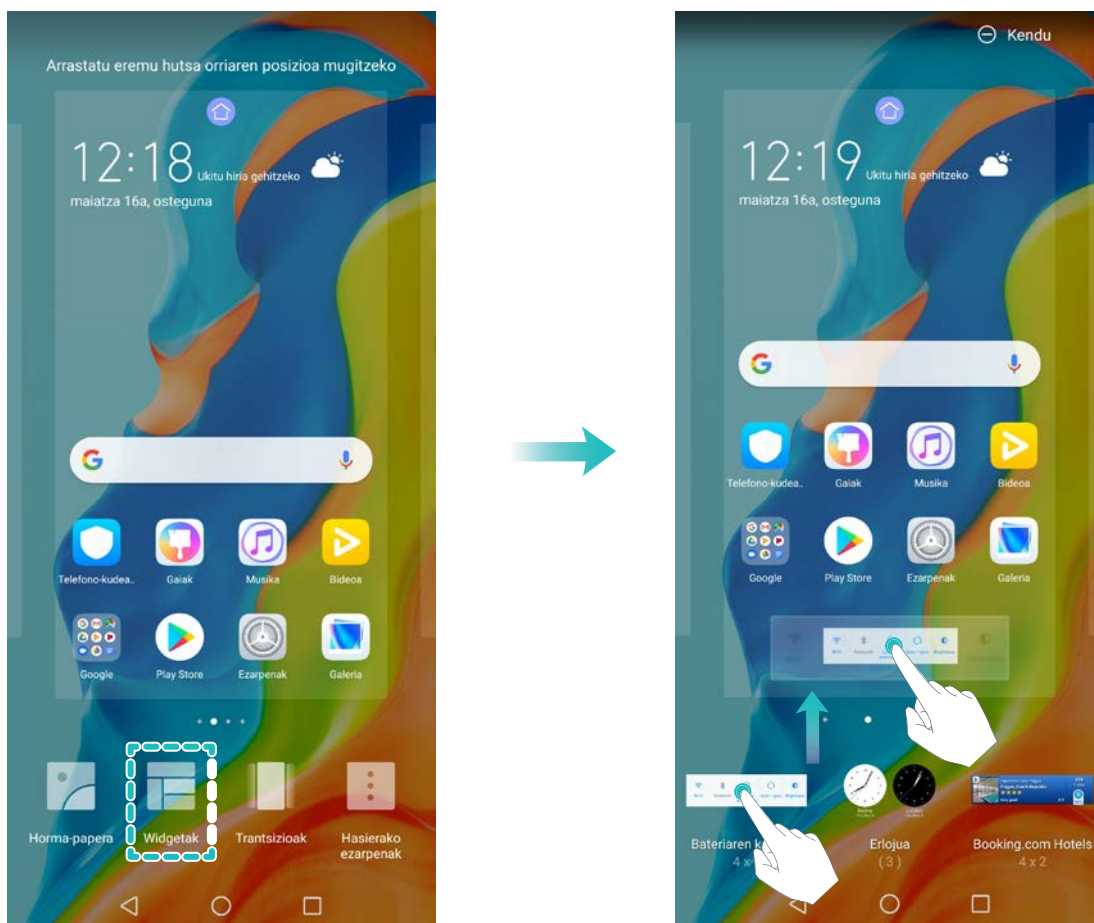 Arrastatu eremu hutsa orriaren posizioa mugitzeko
12:18
Ukitu hiria gehitzeko
maiatza 16a, osteguna
Telefono-kudea..
Gaiak
Musika
Bideoa
Google
Play Store
Ezarpenak
Galeria
Horma-papera
Widgetak
Trantsizioak
Hasierako
ezarpenak
Kendu
12:19
Ukitu hiria gehitzeko
maiatza 16a, osteguna
Telefono-kudea..
Gaiak
Musika
Bideoa
Google
Play Store
Ezarpenak
Galeria
Bateriaren
4 x
Erlojua
(3)
Booking.com Hotels
4 x 2